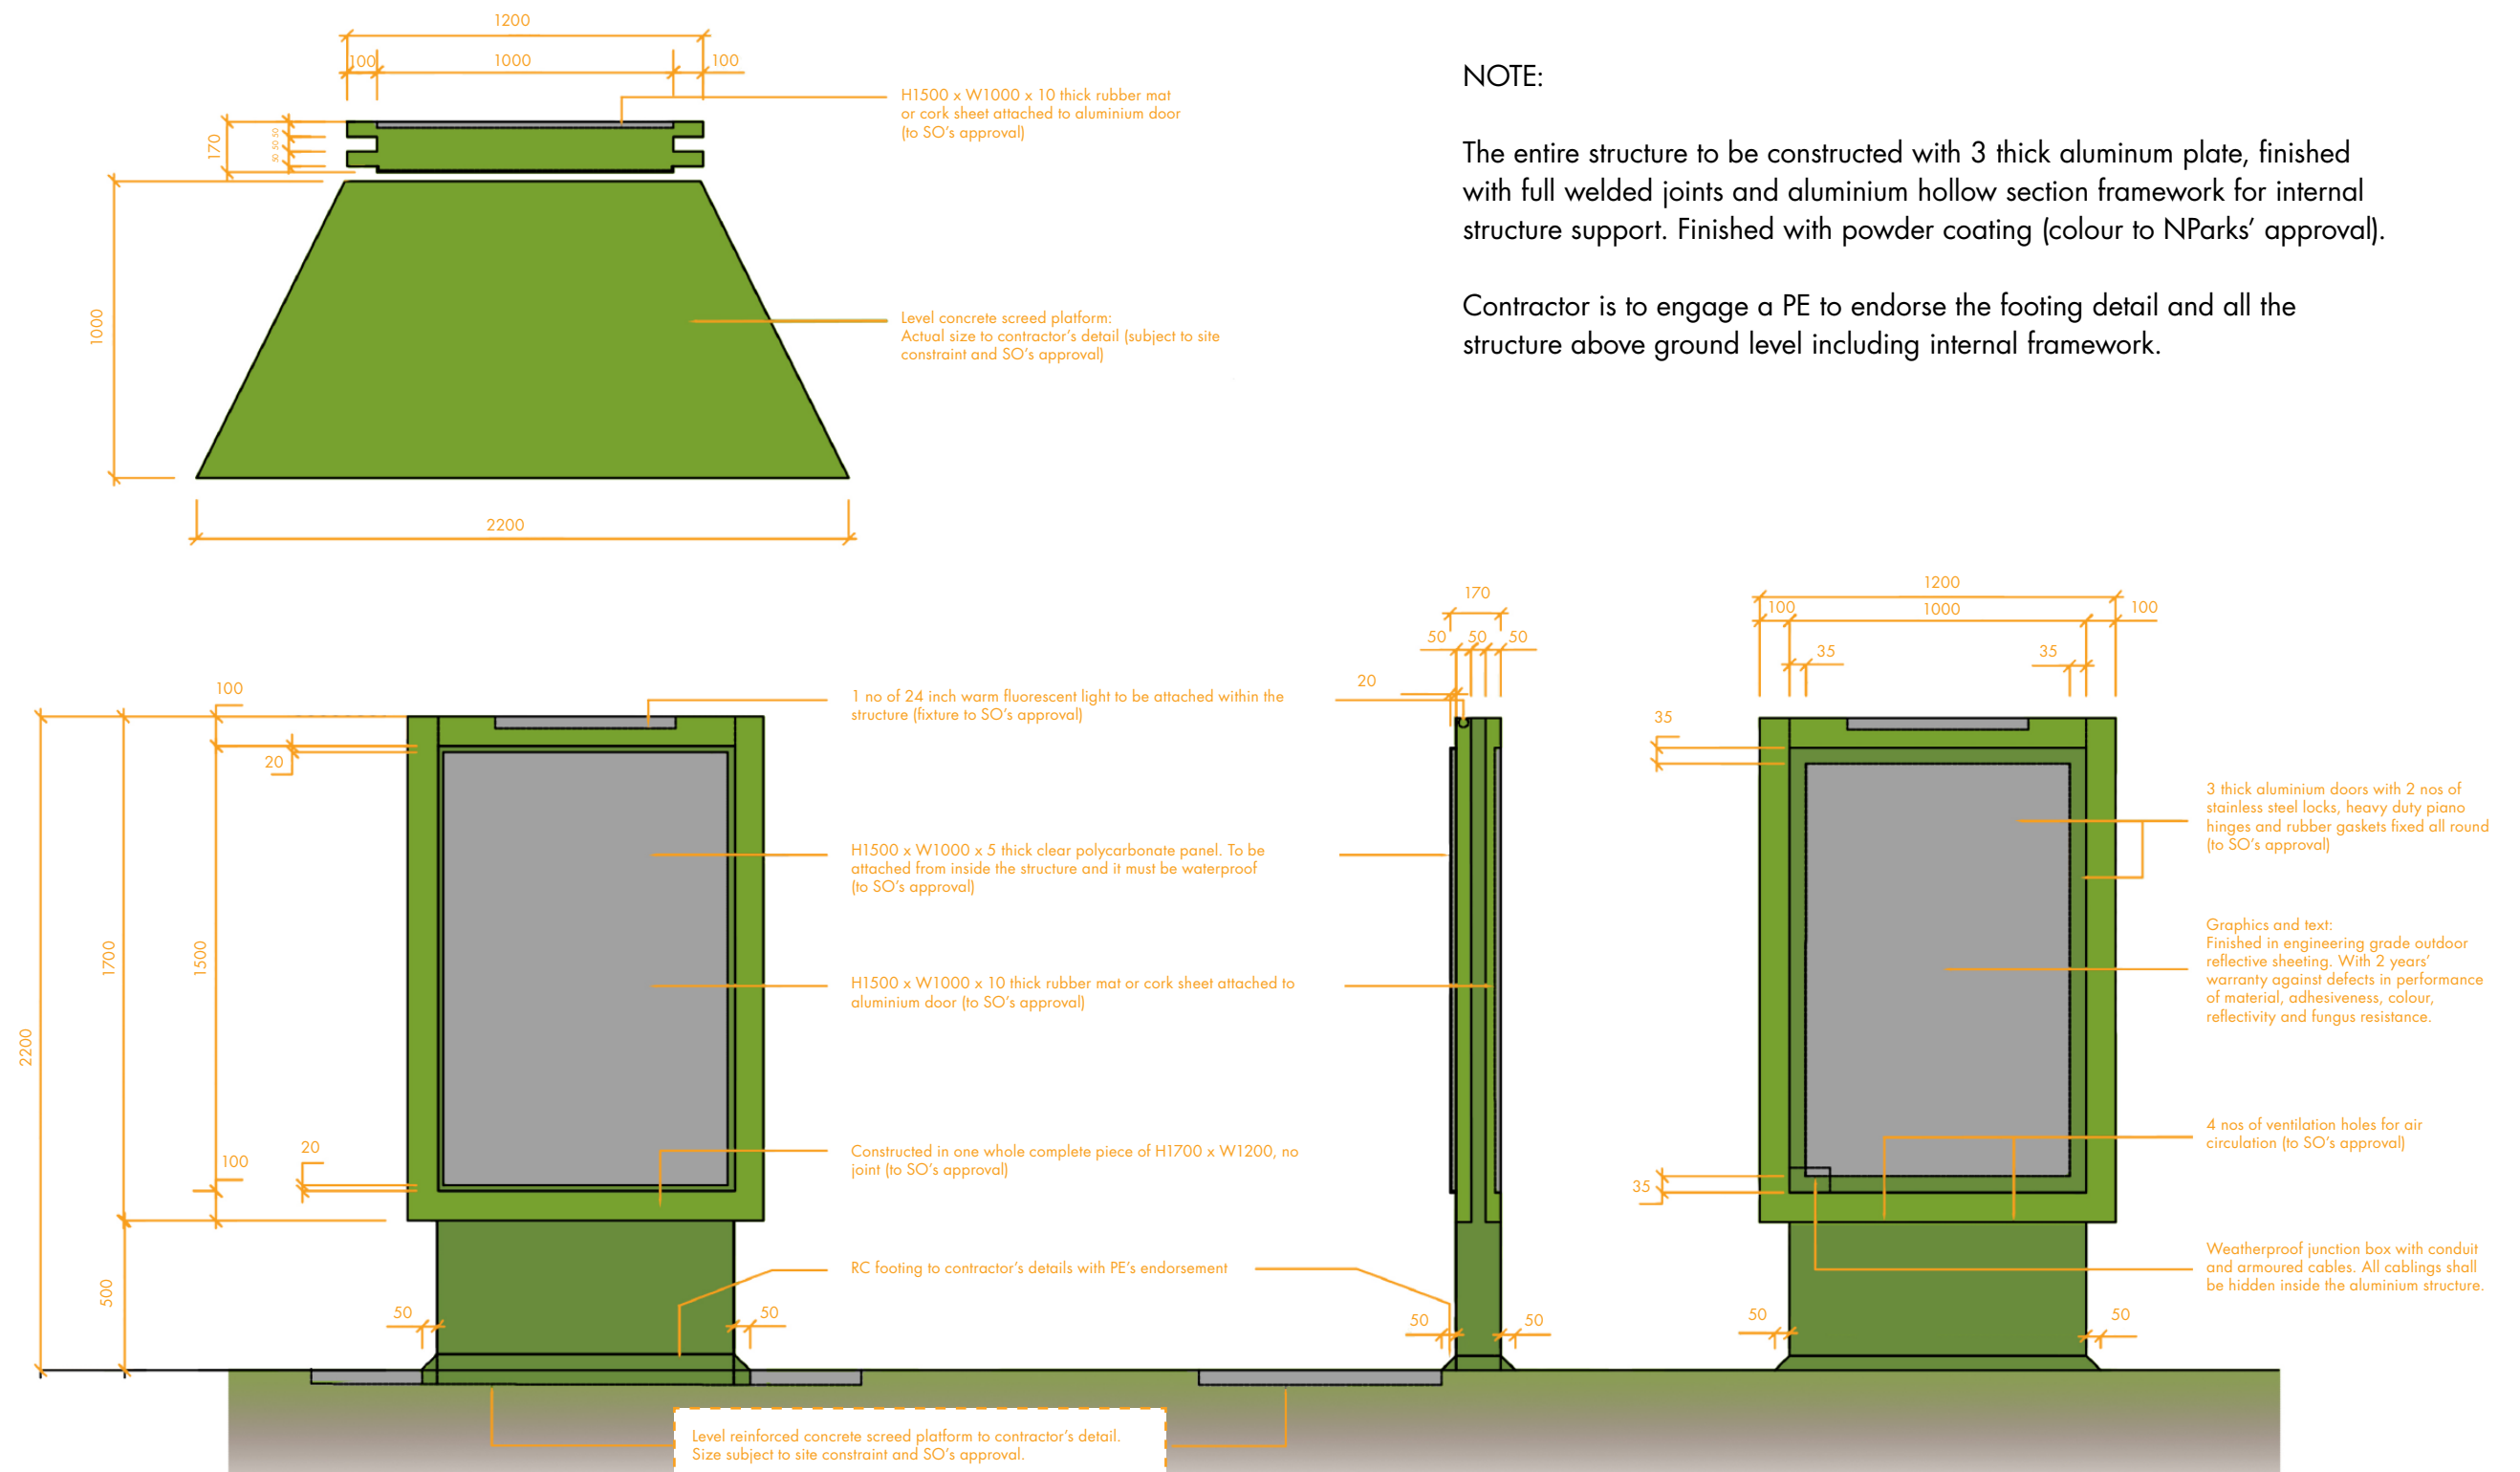 1200
100
1000
100
H1500 x W1000 x 10 thick rubber mat
or cork sheet attached to aluminium door
(to SO's approval)
170
50
50
50
1000
Level concrete screed platform:
Actual size to contractor's detail (subject to site
constraint and SO's approval)
2200
NOTE:
The entire structure to be constructed with 3 thick aluminum plate, finished
with full welded joints and aluminium hollow section framework for internal
structure support. Finished with powder coating (colour to NParks' approval).
Contractor is to engage a PE to endorse the footing detail and all the
structure above ground level including internal framework.
100
20
2200
1700
1500
100
20
500
50
50
1 no of 24 inch warm fluorescent light to be attached within the
structure (fixture to SO's approval)
H1500 x W1000 x 5 thick clear polycarbonate panel. To be
attached from inside the structure and it must be waterproof
(to SO's approval)
H1500 x W1000 x 10 thick rubber mat or cork sheet attached to
aluminium door (to SO's approval)
Constructed in one whole complete piece of H1700 x W1200, no
joint (to SO's approval)
RC footing to contractor's details with PE's endorsement
Level reinforced concrete screed platform to contractor's detail.
Size subject to site constraint and SO's approval.
170
50
50
50
20
50
50
1200
100
1000
100
35
35
35
35
50
50
3 thick aluminium doors with 2 nos of
stainless steel locks, heavy duty piano
hinges and rubber gaskets fixed all round
(to SO's approval)
Graphics and text:
Finished in engineering grade outdoor
reflective sheeting. With 2 years'
warranty against defects in performance
of material, adhesiveness, colour,
reflectivity and fungus resistance.
4 nos of ventilation holes for air
circulation (to SO's approval)
Weatherproof junction box with conduit
and armoured cables. All cablings shall
be hidden inside the aluminium structure.